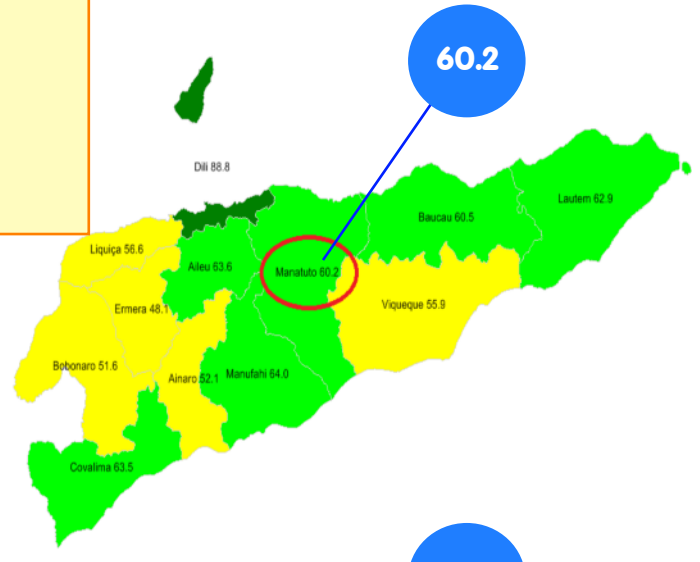 60.2
Dili 88.8
Lautem 62.9
Baucau 60.5
Liquiça 56.6
Aileu 63.6
Manatuto 60.2
Viqueque 55.9
Ermera 48.1
Bobonaro 51.6
Ainaro 52.1
Manufahi 64.0
Covalima 63.5